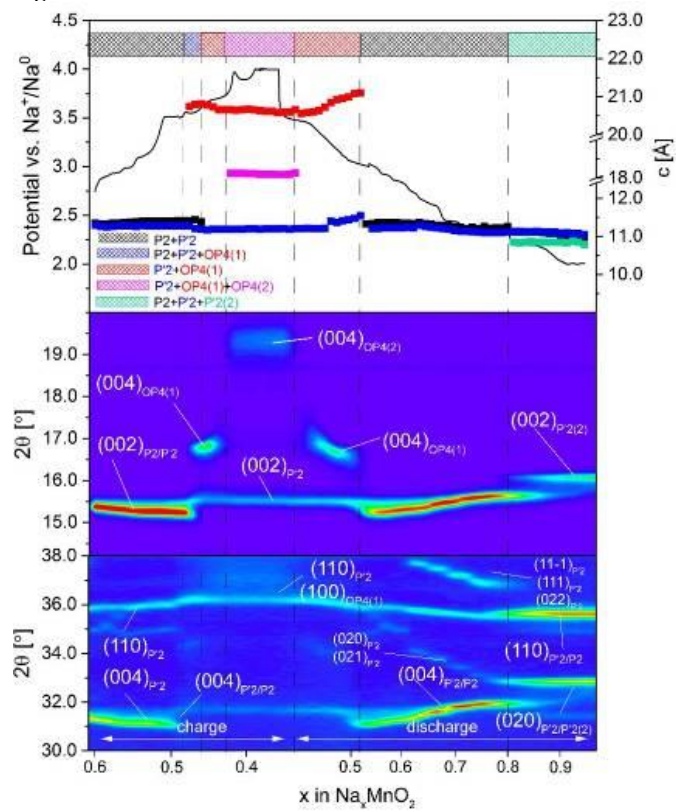 4.5
4.0
3.5
3.0
2.5
2.0
Potential vs. Na⁺/Na⁰
23.0
22.0
21.0
20.0
18.0
11.5
11.0
10.0
c [Å]
P2+P'2
P2+P'2+OP4(1)
P'2+OP4(1)
P'2+OP4(1)+OP4(2)
P2+P'2+P'2(2)
19.0
18.0
17.0
16.0
15.0
2θ [°]
(004)OP4(2)
(004)OP4(1)
(004)OP4(1)
(002)P'2(2)
(002)P2/P'2
(002)P'2
38.0
36.0
34.0
32.0
30.0
2θ [°]
(110)P'2
(100)OP4(1)
(11-1)P'2
(111)P'2
(022)P'2
(110)P'2
(020)P'2
(021)P'2
(110)P'2/P2
(004)P'2
(004)P'2/P2
(004)P'2/P2
(020)P'2/P'2(2)
charge
discharge
0.6 0.5 0.4 0.5 0.6 0.7 0.8 0.9
x in NaxMnO2